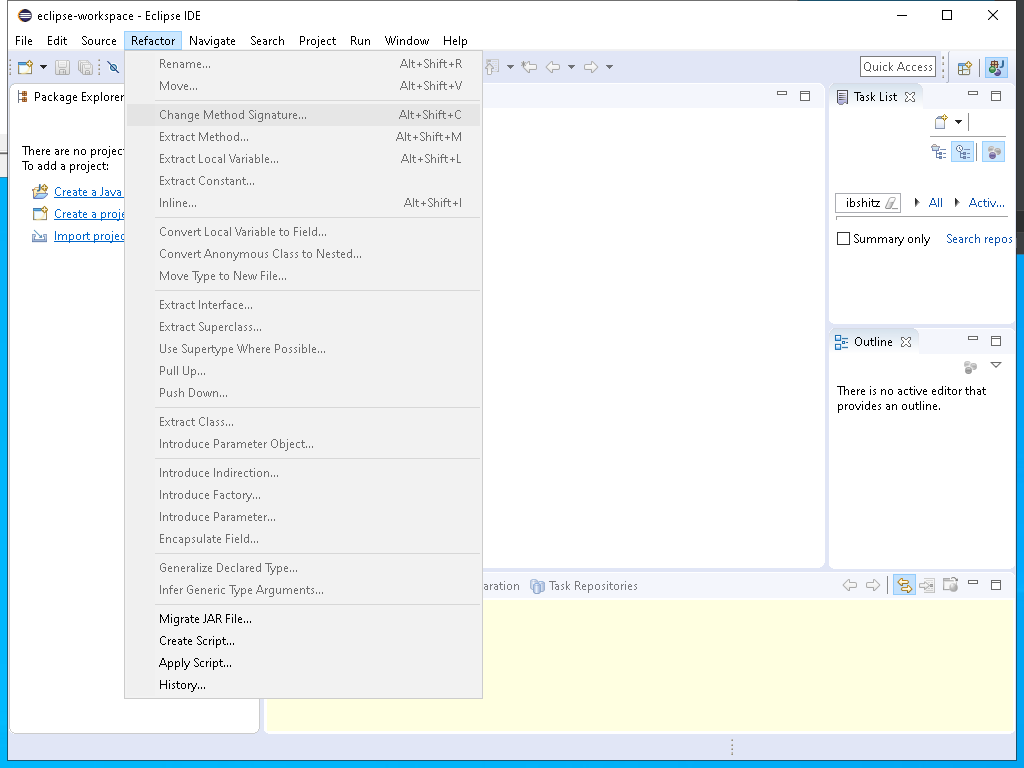 eclipse-workspace - Eclipse IDE
File Edit Source Refactor Navigate Search Project Run Window Help
Quick Access
Package Explorer
There are no projec
To add a project:
Create a Java
Create a proje
Import projec
Rename... Alt+Shift+R
Move... Alt+Shift+V
Change Method Signature... Alt+Shift+C
Extract Method... Alt+Shift+M
Extract Local Variable... Alt+Shift+L
Extract Constant...
Inline... Alt+Shift+I
Convert Local Variable to Field...
Convert Anonymous Class to Nested...
Move Type to New File...
Extract Interface...
Extract Superclass...
Use Supertype Where Possible...
Pull Up...
Push Down...
Extract Class...
Introduce Parameter Object...
Introduce Indirection...
Introduce Factory...
Introduce Parameter...
Encapsulate Field...
Generalize Declared Type...
Infer Generic Type Arguments...
Migrate JAR File...
Create Script...
Apply Script...
History...
Task List
ibshitz All Activ...
Summary only Search repos
Outline
There is no active editor that
provides an outline.
aration Task Repositories